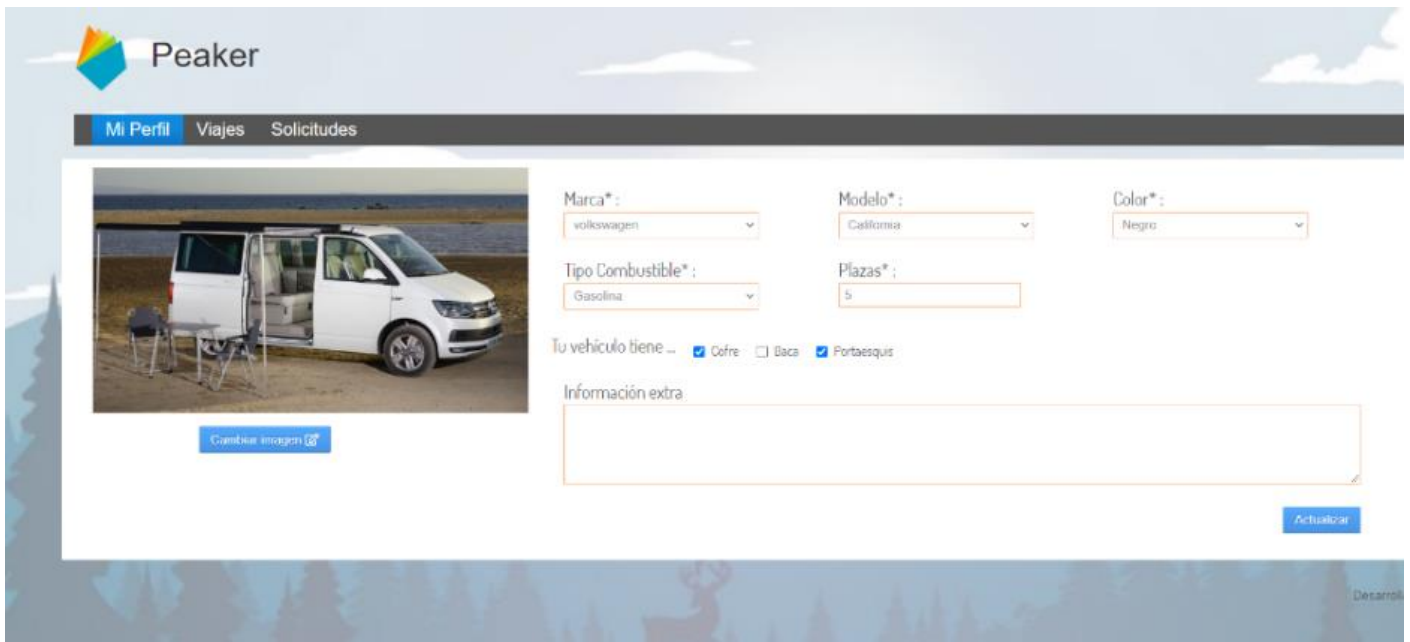 Peaker
Mi Perfil Viajes Solicitudes
Marca* : Modelo* : Color* :
volkswagen California Negro
Tipo Combustible* : Plazas* :
Gasolina 5
Tu vehículo tiene ... Cofre Baca Portaesquis
Información extra
Cambiar imagen
Actualizar